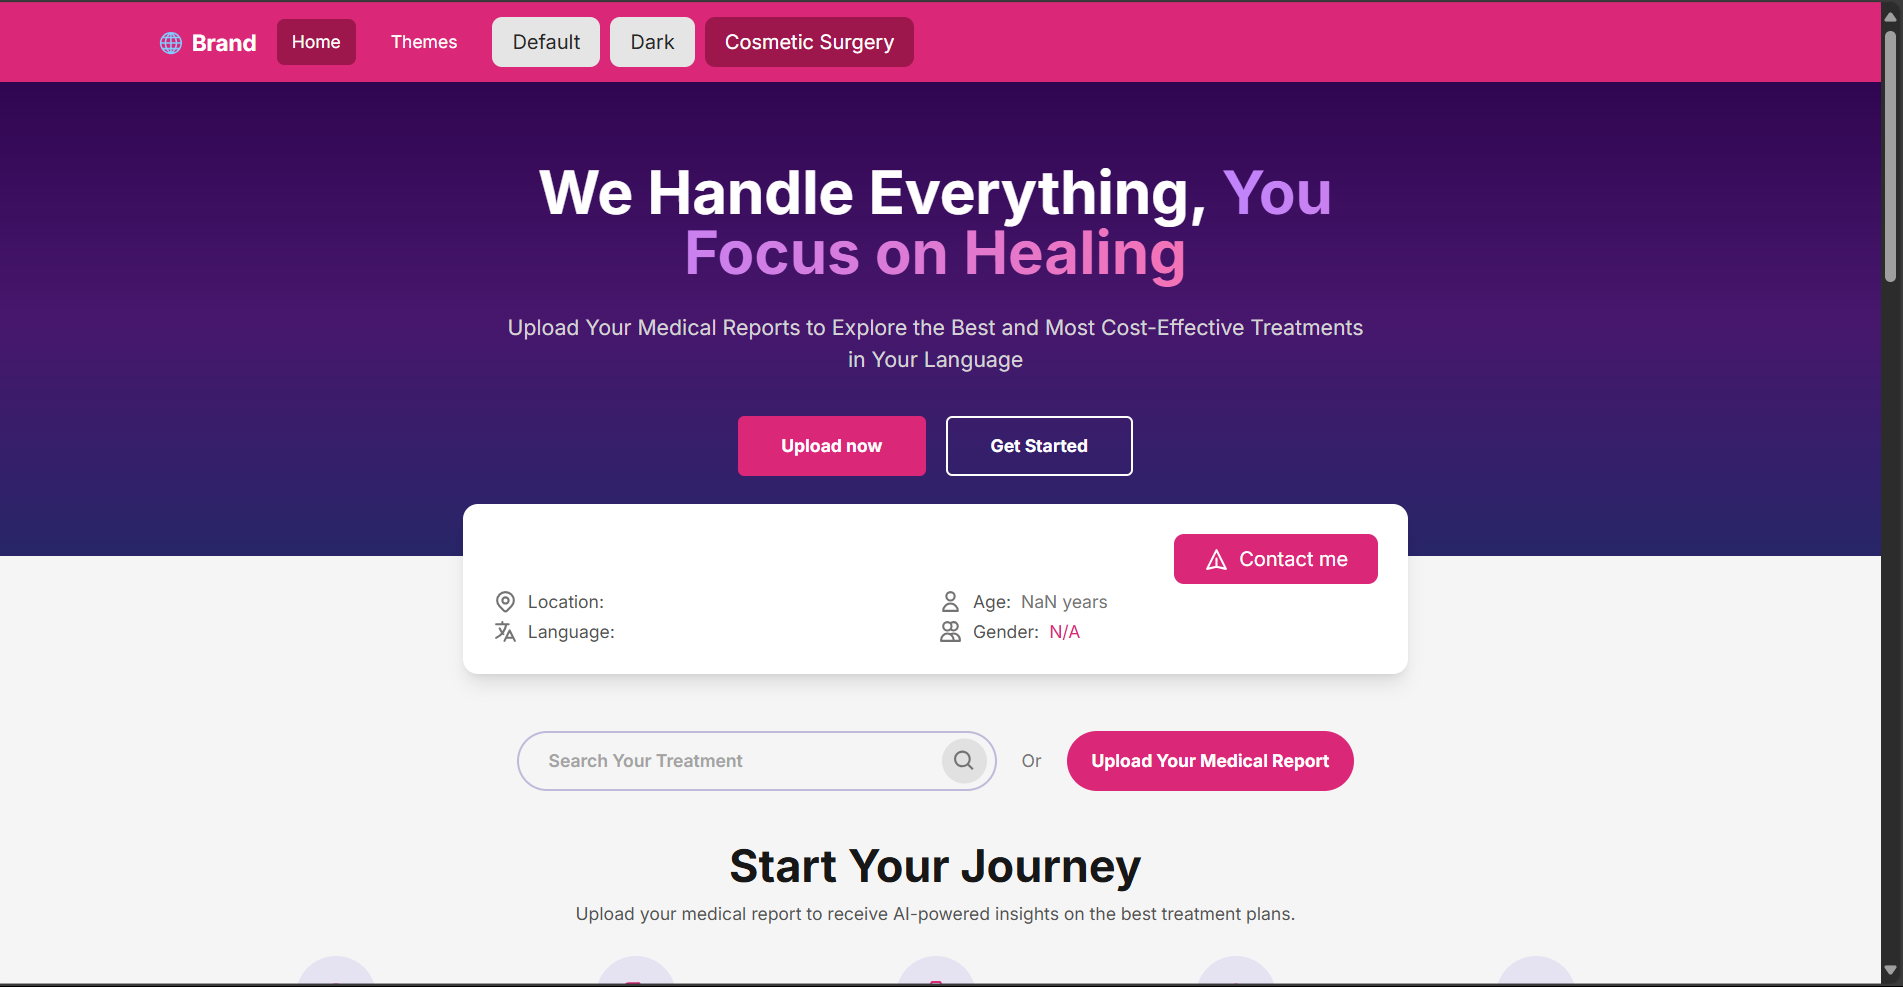 Brand
Home
Themes
Default
Dark
Cosmetic Surgery
We Handle Everything, You
Focus on Healing
Upload Your Medical Reports to Explore the Best and Most Cost-Effective Treatments
in Your Language
Upload now
Get Started
Contact me
Location:
Age: NaN years
Language:
Gender: N/A
Search Your Treatment
Or
Upload Your Medical Report
Start Your Journey
Upload your medical report to receive AI-powered insights on the best treatment plans.